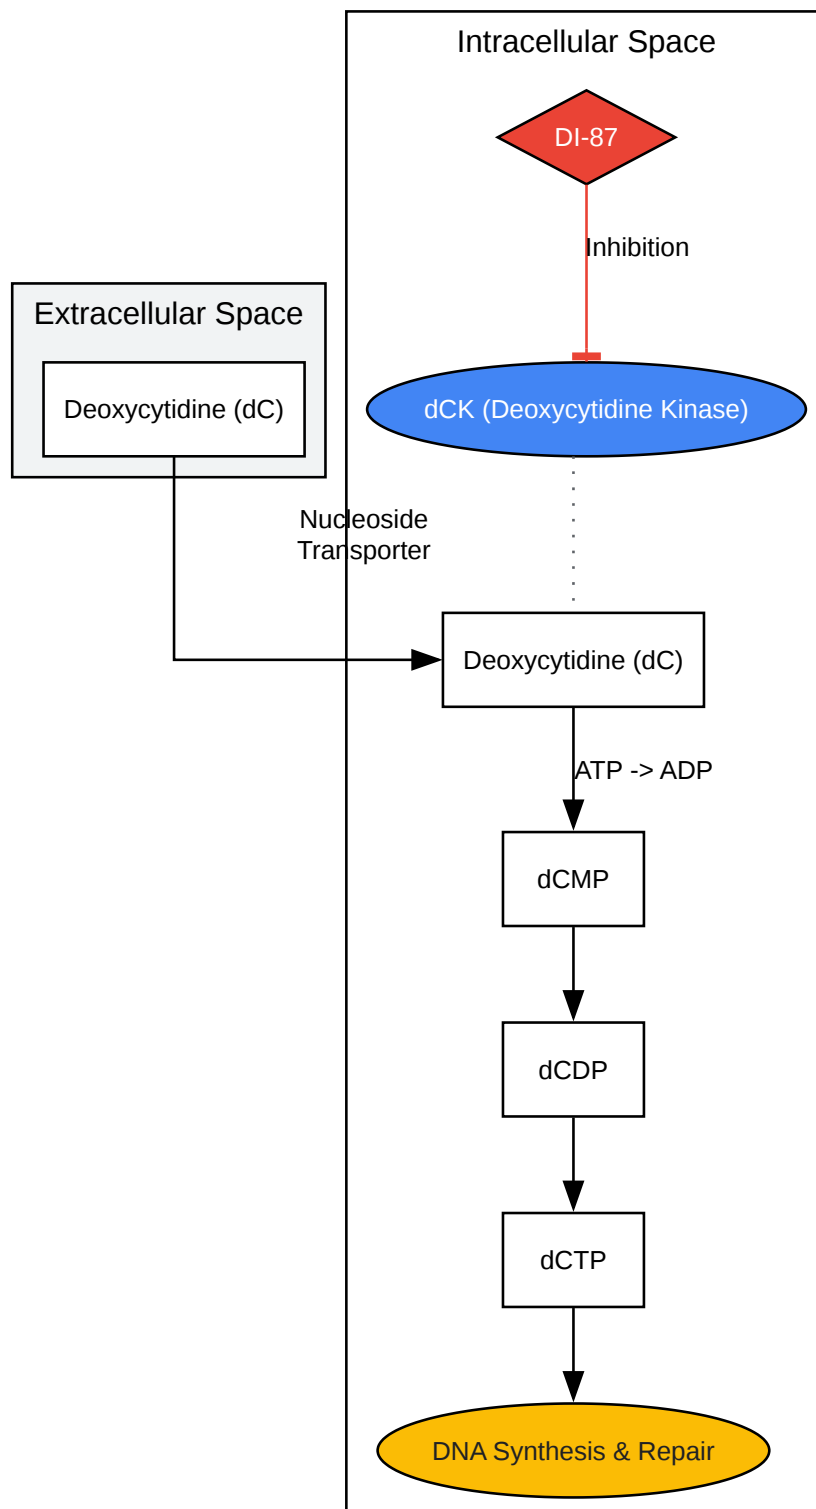 Intracellular Space
DI-87
Inhibition
Extracellular Space
Deoxycytidine (dC)
dCK (Deoxycytidine Kinase)
Nucleoside
Transporter
Deoxycytidine (dC)
ATP -> ADP
dCMP
dCDP
dCTP
DNA Synthesis & Repair